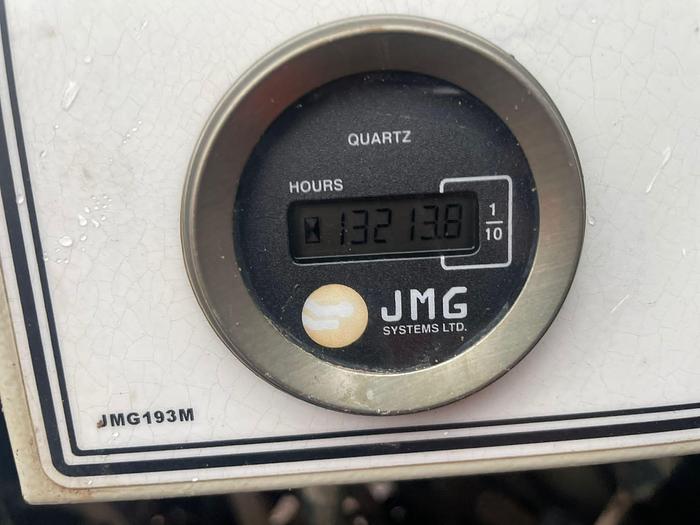 QUARTZ
HOURS
13213.8
1
10
JMG
SYSTEMS LTD.
JMG193M